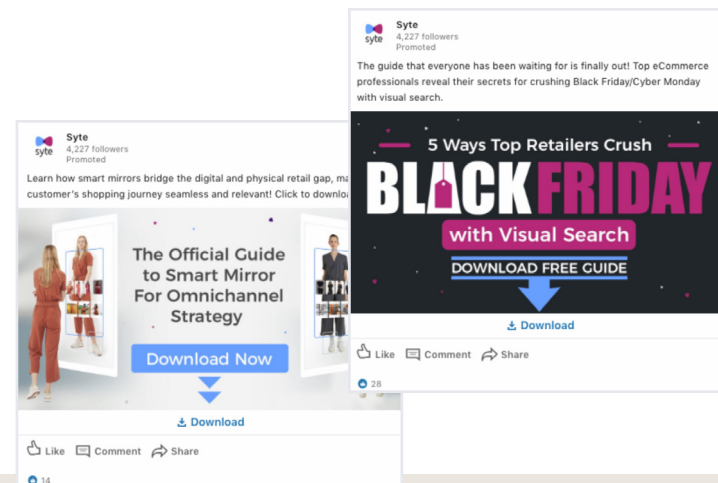 Syte
4,227 followers
Promoted
The guide that everyone has been waiting for is finally out! Top eCommerce
professionals reveal their secrets for crushing Black Friday/Cyber Monday
with visual search.
5 Ways Top Retailers Crush
BLACK FRIDAY
with Visual Search
DOWNLOAD FREE GUIDE
Download
Like Comment Share
28
syte
Syte
4,227 followers
Promoted
syte
Learn how smart mirrors bridge the digital and physical retail gap,
customer's shopping journey seamless and relevant! Click to
The Official Guide
to Smart Mirror
For Omnichannel
Strategy
Download Now
Download
Like Comment Share
14